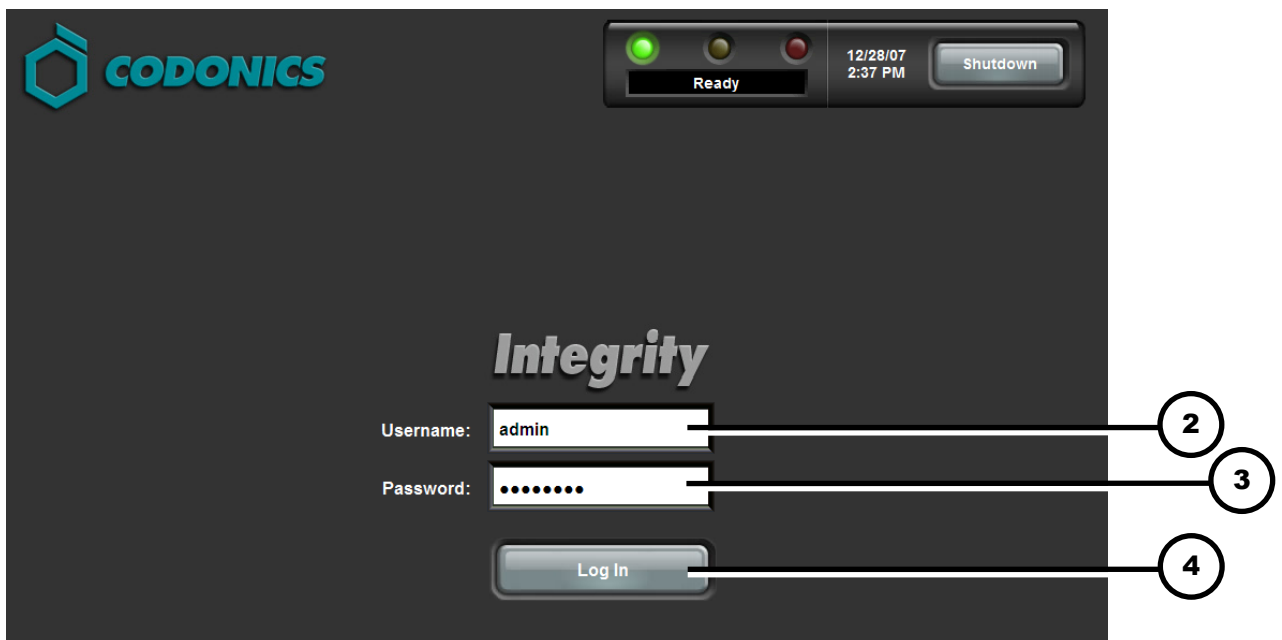 CODONICS
Ready
12/28/07
2:37 PM
Shutdown
Integrity
Username: admin
2
Password: ••••••••
3
Log In
4